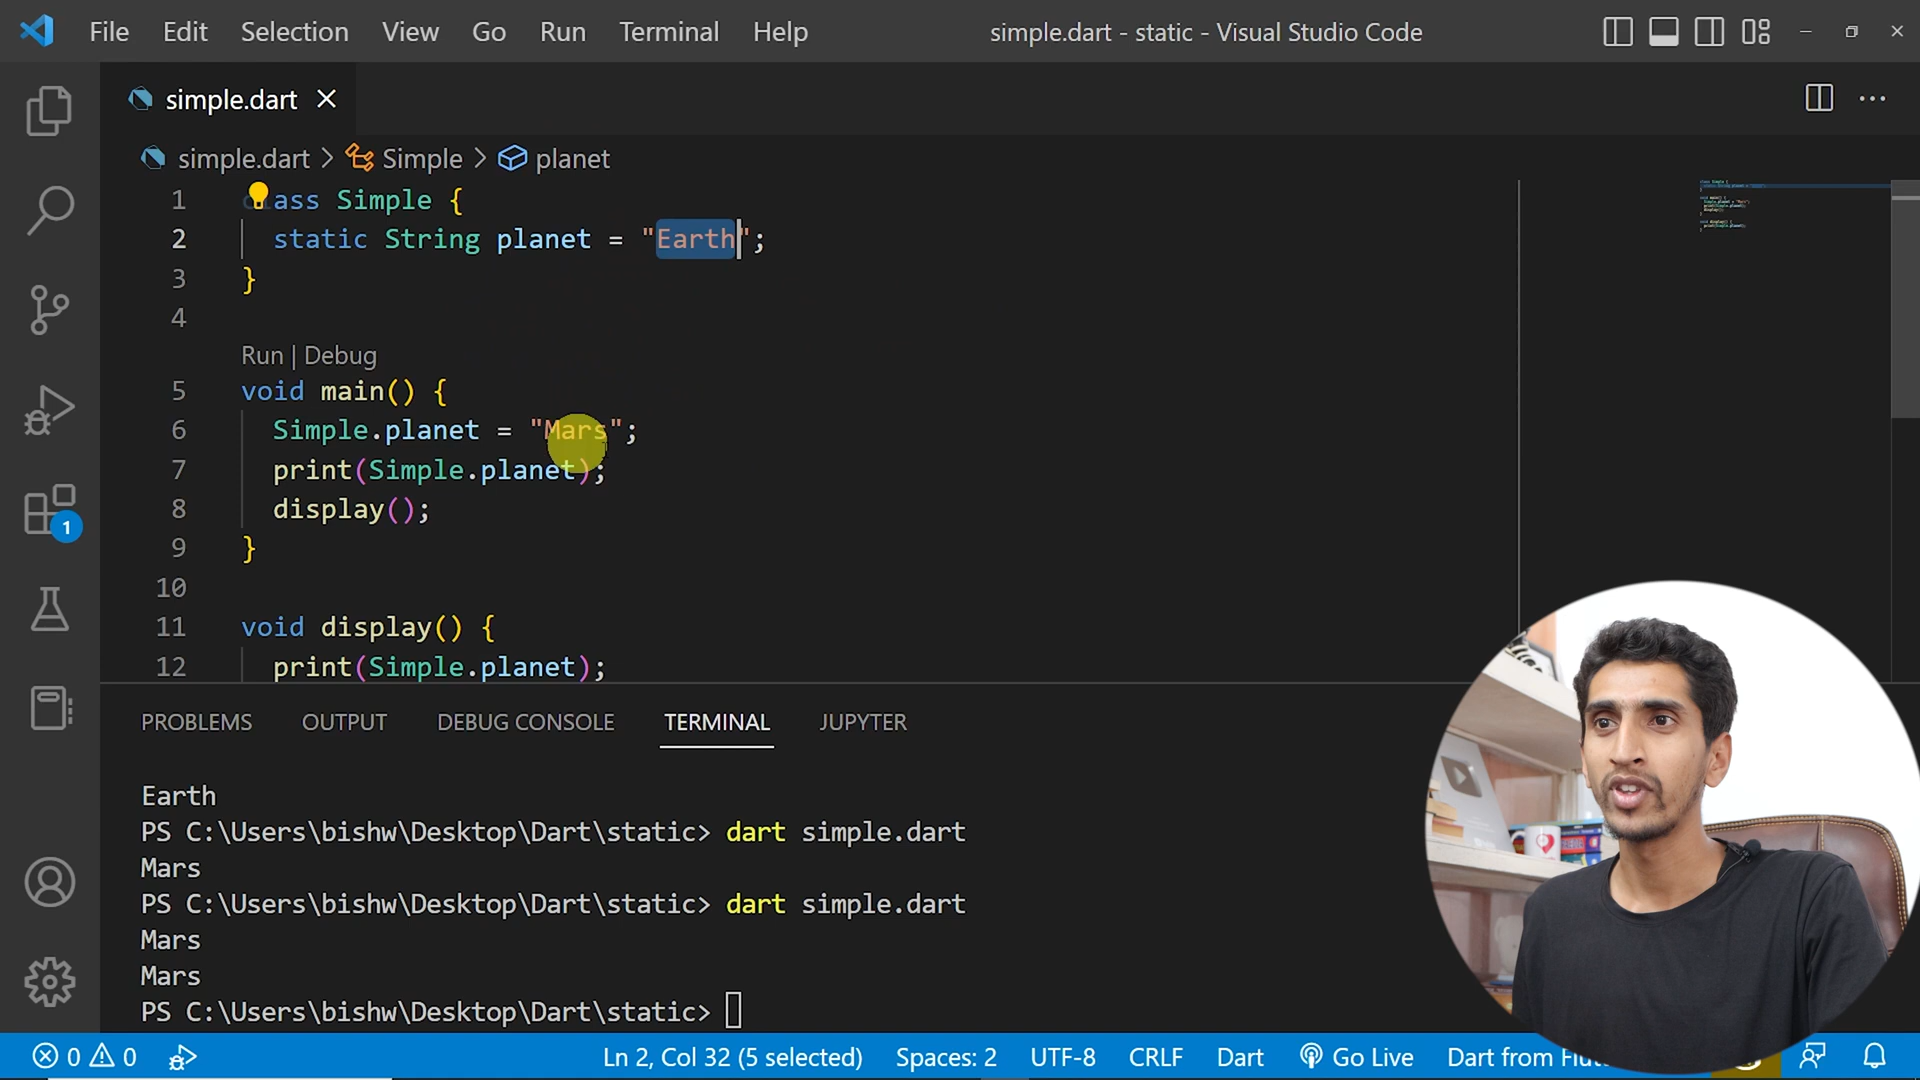 File Edit Selection View Go Run Terminal Help simple.dart - static - Visual Studio Code
simple.dart
simple.dart > Simple > planet
1 class Simple {
2 static String planet = "Earth";
3 }
4
Run | Debug
5 void main() {
6 Simple.planet = "Mars";
7 print(Simple.planet);
8 display();
9 }
10
11 void display() {
12 print(Simple.planet);
1
PROBLEMS OUTPUT DEBUG CONSOLE TERMINAL JUPYTER
Earth
PS C:\Users\bishw\Desktop\Dart\static> dart simple.dart
Mars
PS C:\Users\bishw\Desktop\Dart\static> dart simple.dart
Mars
Mars
PS C:\Users\bishw\Desktop\Dart\static>
0 0 Ln 2, Col 32 (5 selected) Spaces: 2 UTF-8 CRLF Dart Go Live Dart from